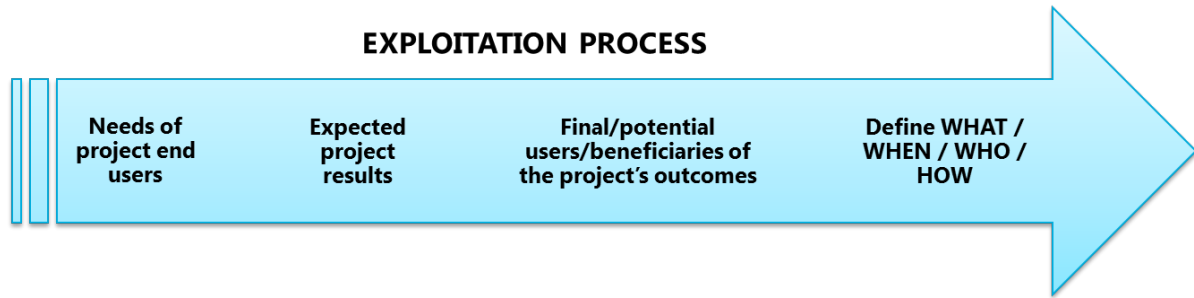 EXPLOITATION PROCESS
Needs of
project end
users
Expected
project
results
Final/potential
users/beneficiaries of
the project's outcomes
Define WHAT /
WHEN / WHO /
HOW